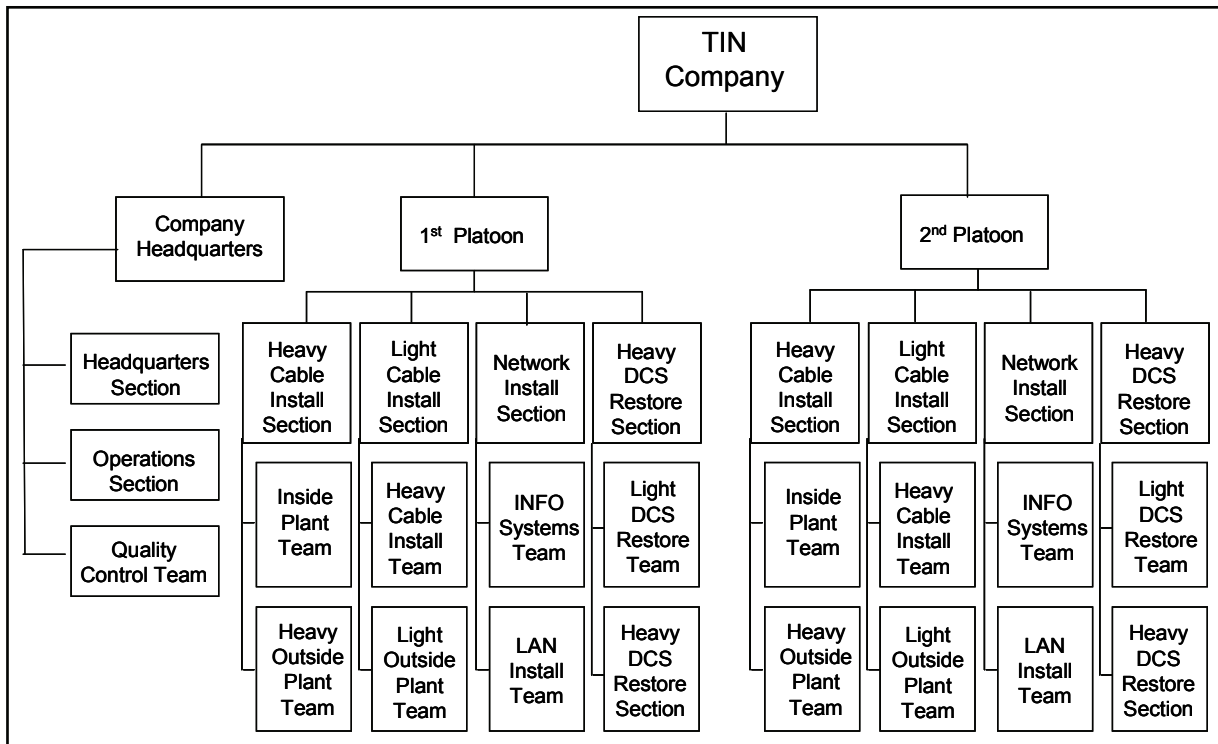 TIN
Company
Company
Headquarters
1st Platoon
2nd Platoon
Headquarters
Section
Operations
Section
Quality
Control Team
Heavy
Cable
Install
Section
Light
Cable
Install
Section
Network
Install
Section
Heavy
DCS
Restore
Section
Inside
Plant
Team
Heavy
Cable
Install
Team
INFO
Systems
Team
Light
DCS
Restore
Team
Heavy
Outside
Plant
Team
Light
Outside
Plant
Team
LAN
Install
Team
Heavy
DCS
Restore
Section
Heavy
Cable
Install
Section
Light
Cable
Install
Section
Network
Install
Section
Heavy
DCS
Restore
Section
Inside
Plant
Team
Heavy
Cable
Install
Team
INFO
Systems
Team
Light
DCS
Restore
Team
Heavy
Outside
Plant
Team
Light
Outside
Plant
Team
LAN
Install
Team
Heavy
DCS
Restore
Section